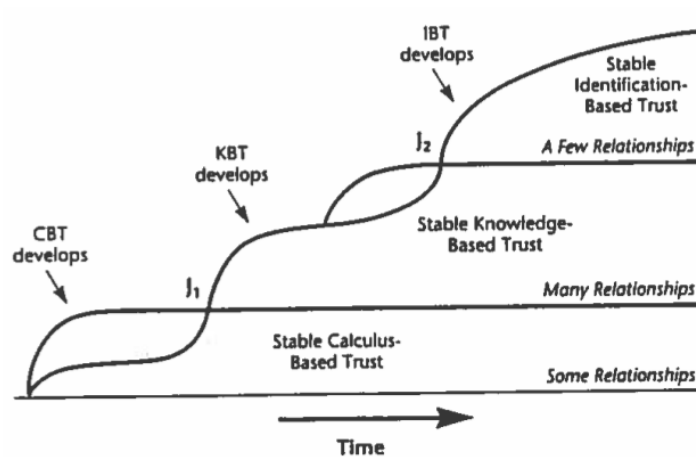 IBT
develops
Stable
Identification-
Based Trust
J2
A Few Relationships
KBT
develops
Stable Knowledge-
Based Trust
CBT
develops
J1
Many Relationships
Stable Calculus-
Based Trust
Some Relationships
Time